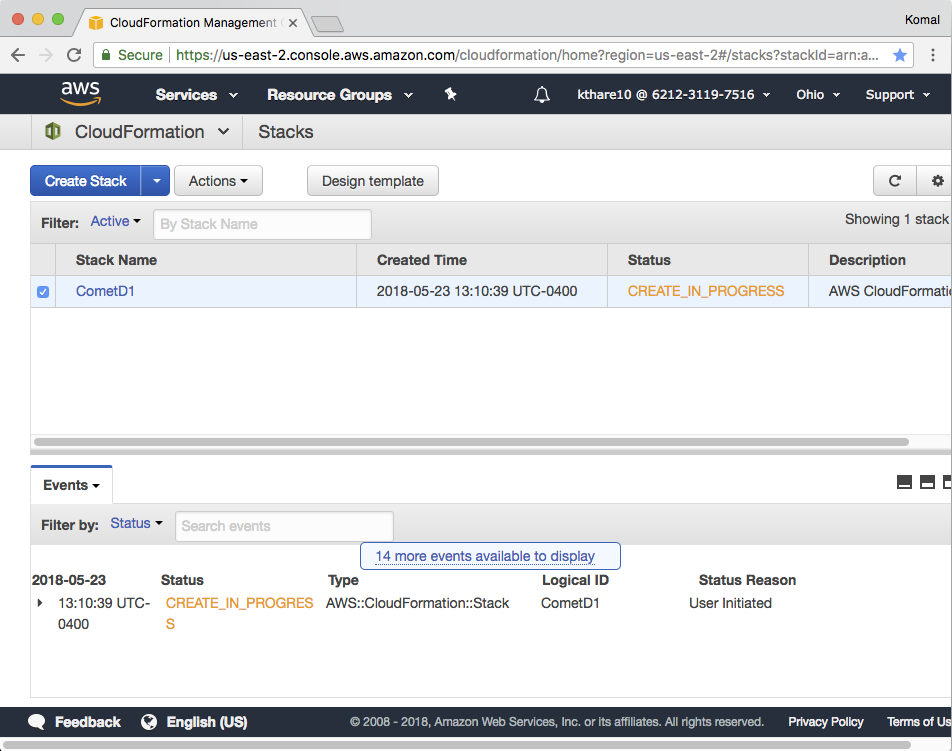 CloudFormation Management
Komal
Secure https://us-east-2.console.aws.amazon.com/cloudformation/home?region=us-east-2#/stacks?stackId=arn:a...
aws Services Resource Groups kthare10 @ 6212-3119-7516 Ohio Support
CloudFormation Stacks
Create Stack Actions Design template
Filter: Active By Stack Name Showing 1 stack
Stack Name Created Time Status Description
CometD1 2018-05-23 13:10:39 UTC-0400 CREATE_IN_PROGRESS AWS CloudFormati
Events
Filter by: Status Search events
14 more events available to display
2018-05-23 Status Type Logical ID Status Reason
13:10:39 UTC- CREATE_IN_PROGRES AWS::CloudFormation::Stack CometD1 User Initiated
0400 S
Feedback English (US) © 2008 - 2018, Amazon Web Services, Inc. or its affiliates. All rights reserved. Privacy Policy Terms of Us